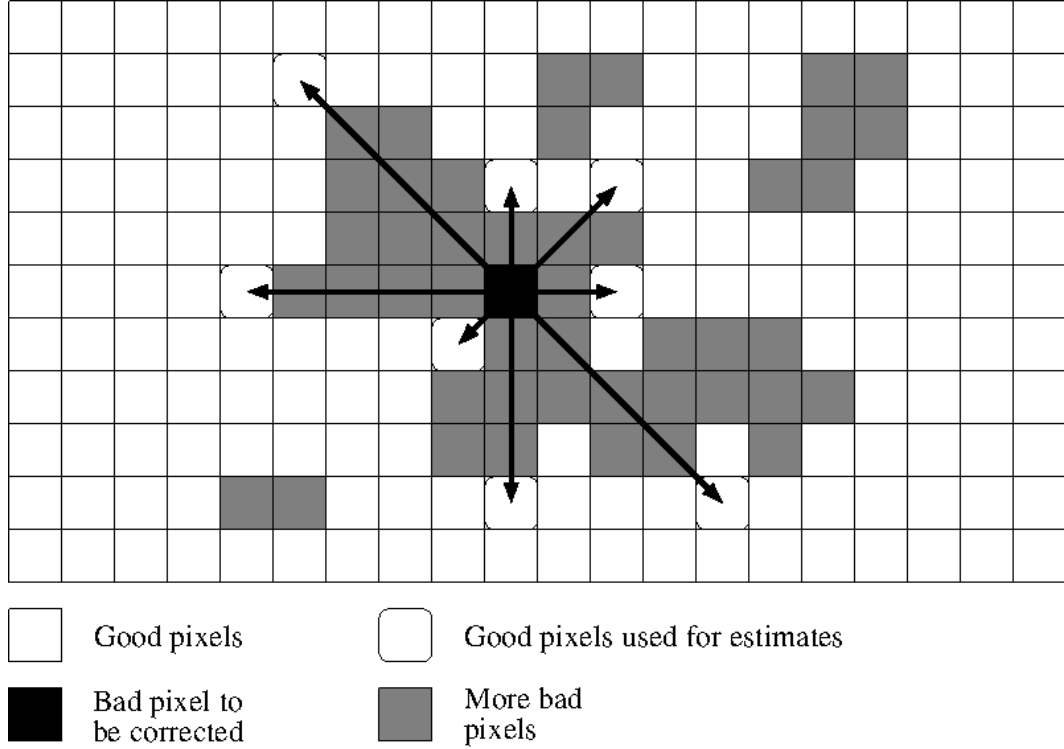 Good pixels
Good pixels used for estimates
Bad pixel to
be corrected
More bad
pixels